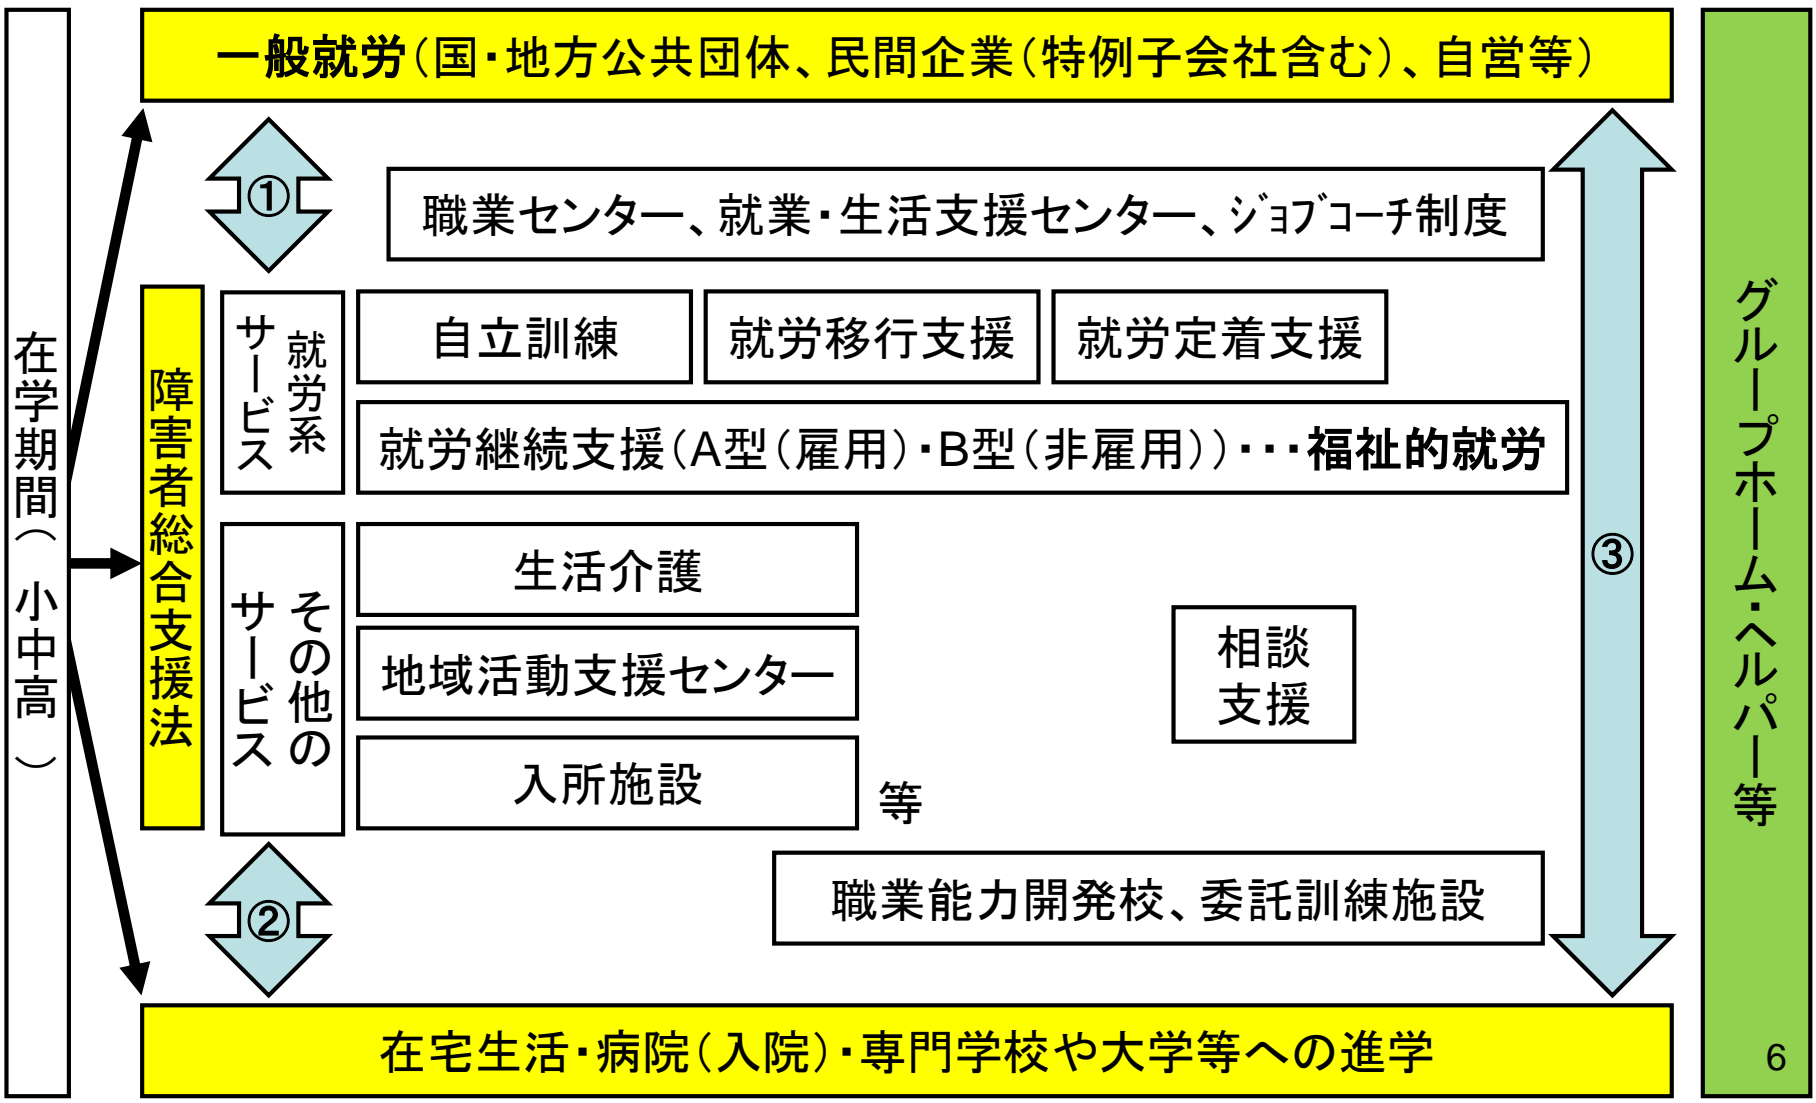 在学期間(小中高)
一般就労(国・地方公共団体、民間企業(特例子会社含む)、自営等)
①
職業センター、就業・生活支援センター、ｼﾞｮﾌﾞｺｰﾁ制度
障害者総合支援法
就労系
サービス
自立訓練
就労移行支援
就労定着支援
就労継続支援(A型(雇用)・B型(非雇用))・・・福祉的就労
その他の
サービス
生活介護
地域活動支援センター
入所施設
等
相談
支援
③
②
職業能力開発校、委託訓練施設
在宅生活・病院(入院)・専門学校や大学等への進学
グループホーム・ヘルパー等
6